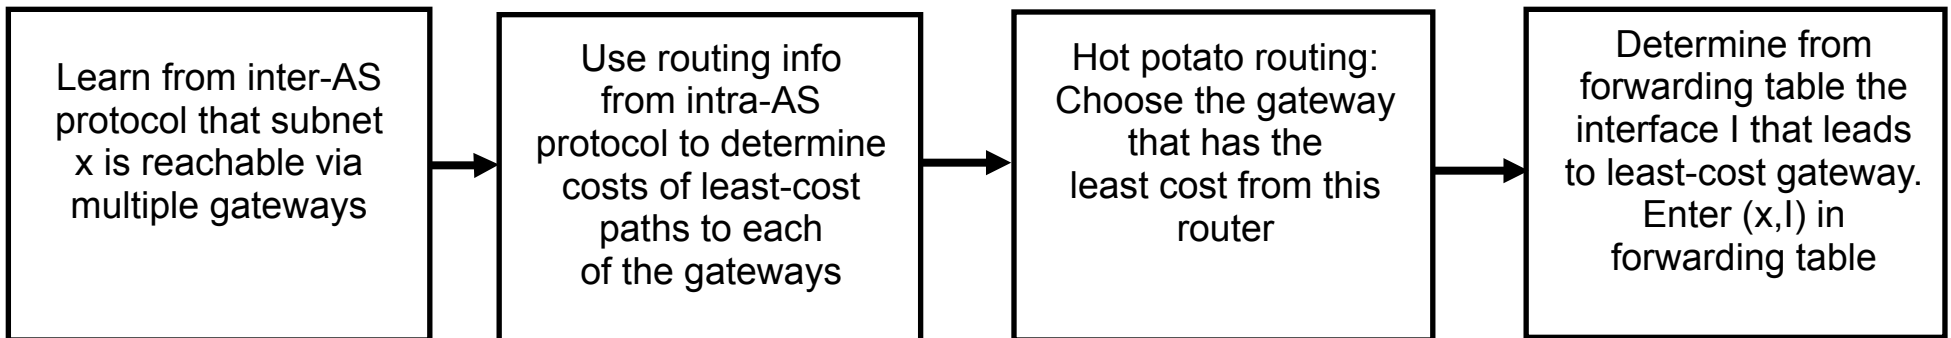 Learn from inter-AS
protocol that subnet
x is reachable via
multiple gateways
Use routing info
from intra-AS
protocol to determine
costs of least-cost
paths to each
of the gateways
Hot potato routing:
Choose the gateway
that has the
least cost from this
router
Determine from
forwarding table the
interface I that leads
to least-cost gateway.
Enter (x,I) in
forwarding table